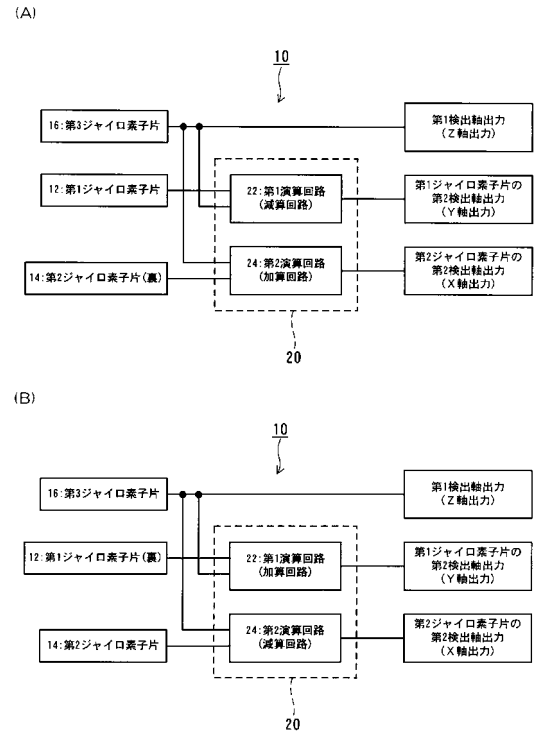 (A)
10
16:第3ジャイロ素子片
第1検出軸出力
(Z軸出力)
12:第1ジャイロ素子片
22:第1演算回路
(減算回路)
第1ジャイロ素子片の
第2検出軸出力
(Y軸出力)
14:第2ジャイロ素子片(裏)
24:第2演算回路
(加算回路)
第2ジャイロ素子片の
第2検出軸出力
(X軸出力)
20
(B)
10
16:第3ジャイロ素子片
第1検出軸出力
(Z軸出力)
12:第1ジャイロ素子片(裏)
22:第1演算回路
(加算回路)
第1ジャイロ素子片の
第2検出軸出力
(Y軸出力)
14:第2ジャイロ素子片
24:第2演算回路
(減算回路)
第2ジャイロ素子片の
第2検出軸出力
(X軸出力)
20